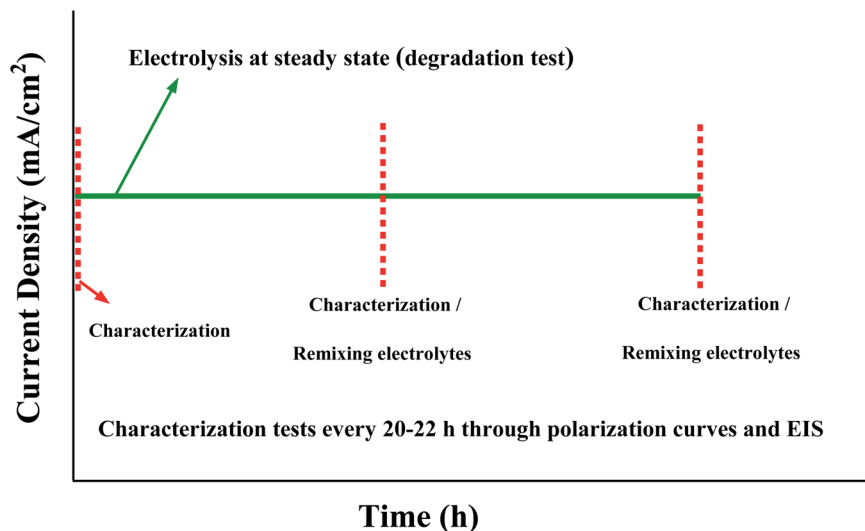 Electrolysis at steady state (degradation test)
Current Density (mA/cm²)
Characterization
Characterization /
Remixing electrolytes
Characterization /
Remixing electrolytes
Characterization tests every 20-22 h through polarization curves and EIS
Time (h)